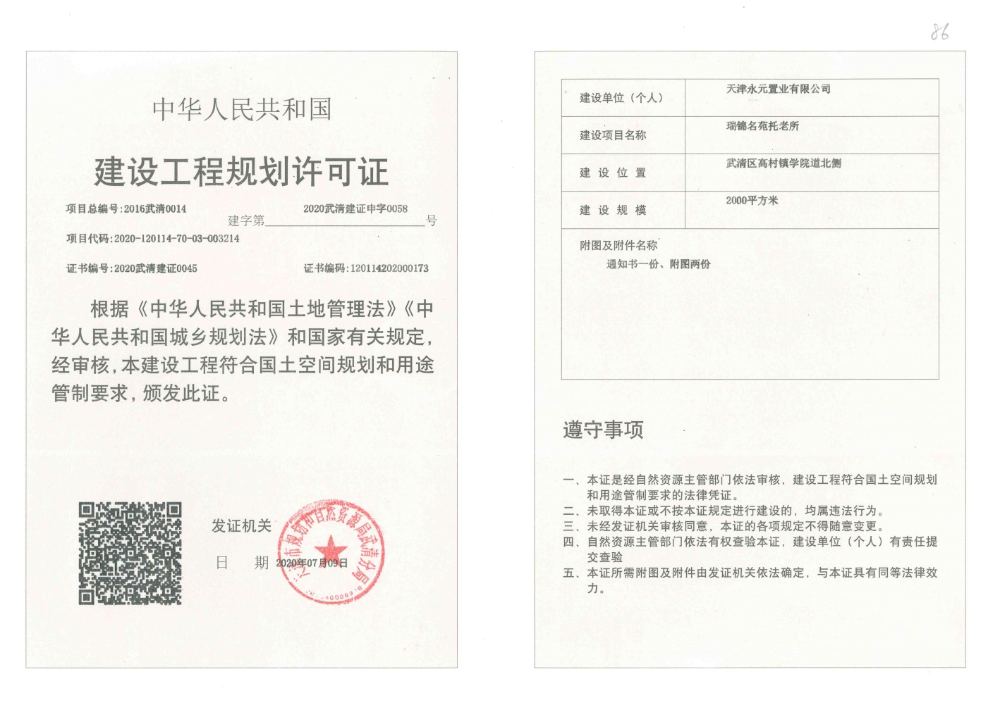 86
中华人民共和国
建设工程规划许可证
项目总编号:2016武清0014
建字第2020武清建证申字0058号
项目代码:2020-120114-70-03-003214
证书编号:2020武清建证0045 证书编码:120114202000173
根据《中华人民共和国土地管理法》《中
华人民共和国城乡规划法》和国家有关规定,
经审核,本建设工程符合国土空间规划和用途
管制要求,颁发此证。
发证机关
日 期 2020年07月09日
天津市规划和自然资源局武清分局
建设单位（个人） 天津永元置业有限公司
建设项目名称 瑞锦名苑托老所
建设位置 武清区高村镇学院道北侧
建设规模 2000平方米
附图及附件名称
通知书一份、附图两份
遵守事项
一、本证是经自然资源主管部门依法审核，建设工程符合国土空间规划
和用途管制要求的法律凭证。
二、未取得本证或不按本证规定进行建设的，均属违法行为。
三、未经发证机关审核同意，本证的各项规定不得随意变更。
四、自然资源主管部门依法有权查验本证，建设单位（个人）有责任提
交查验
五、本证所需附图及附件由发证机关依法确定，与本证具有同等法律效
力。